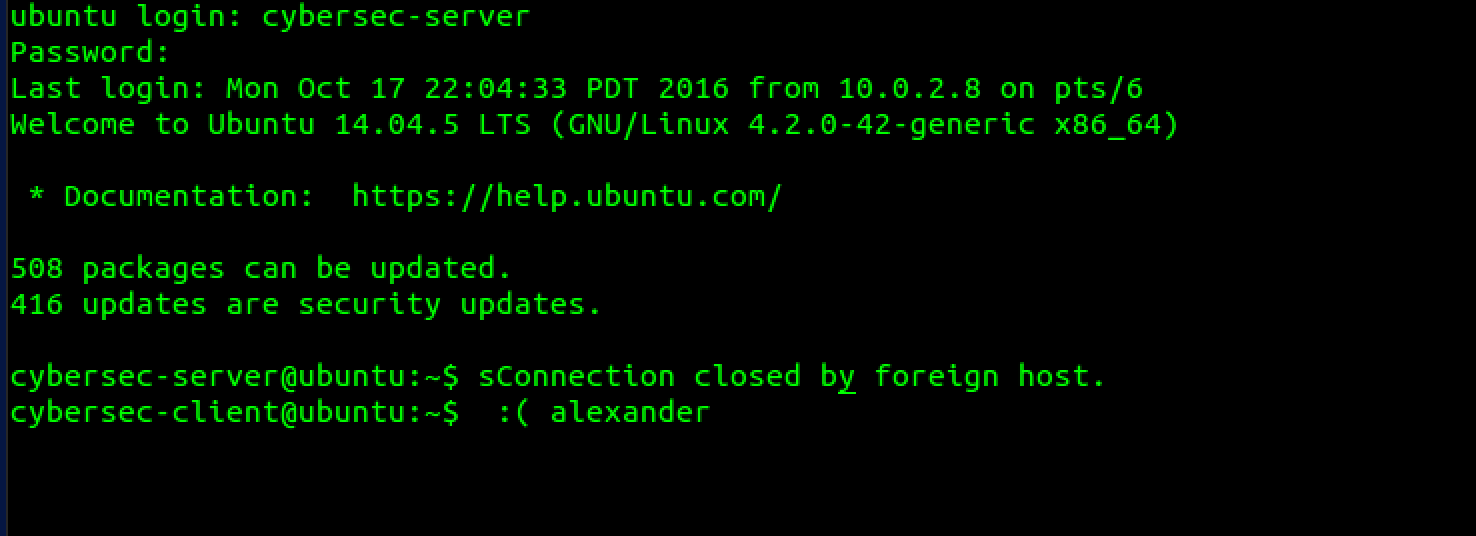 ubuntu login: cybersec-server
Password:
Last login: Mon Oct 17 22:04:33 PDT 2016 from 10.0.2.8 on pts/6
Welcome to Ubuntu 14.04.5 LTS (GNU/Linux 4.2.0-42-generic x86_64)
* Documentation:  https://help.ubuntu.com/
508 packages can be updated.
416 updates are security updates.
cybersec-server@ubuntu:~$ sConnection closed by foreign host.
cybersec-client@ubuntu:~$  :( alexander